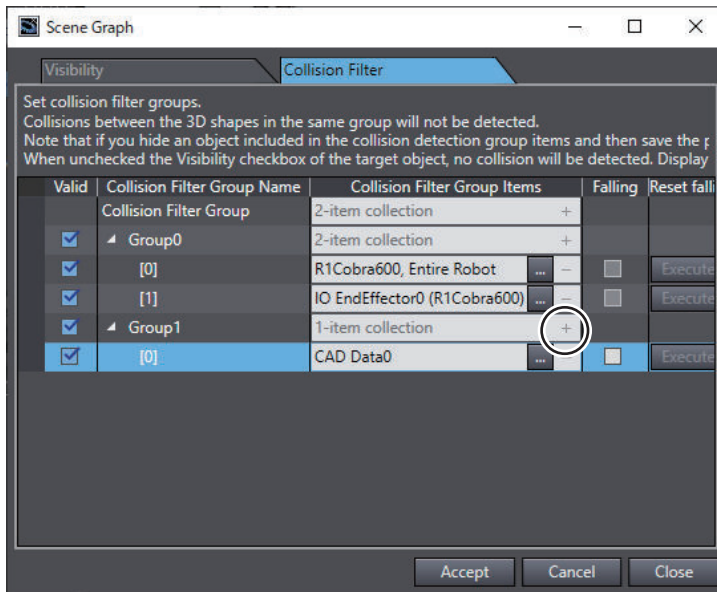 Scene Graph
Visibility Collision Filter
Set collision filter groups.
Collisions between the 3D shapes in the same group will not be detected.
Note that if you hide an object included in the collision detection group items and then save the p
When unchecked the Visibility checkbox of the target object, no collision will be detected. Display
Valid Collision Filter Group Name Collision Filter Group Items Falling Reset falli
Collision Filter Group 2-item collection +
Group0 2-item collection +
[0] R1Cobra600, Entire Robot ... − Execute
[1] IO EndEffector0 (R1Cobra600) ... − Execute
Group1 1-item collection +
[0] CAD Data0 ... − Execute
Accept Cancel Close